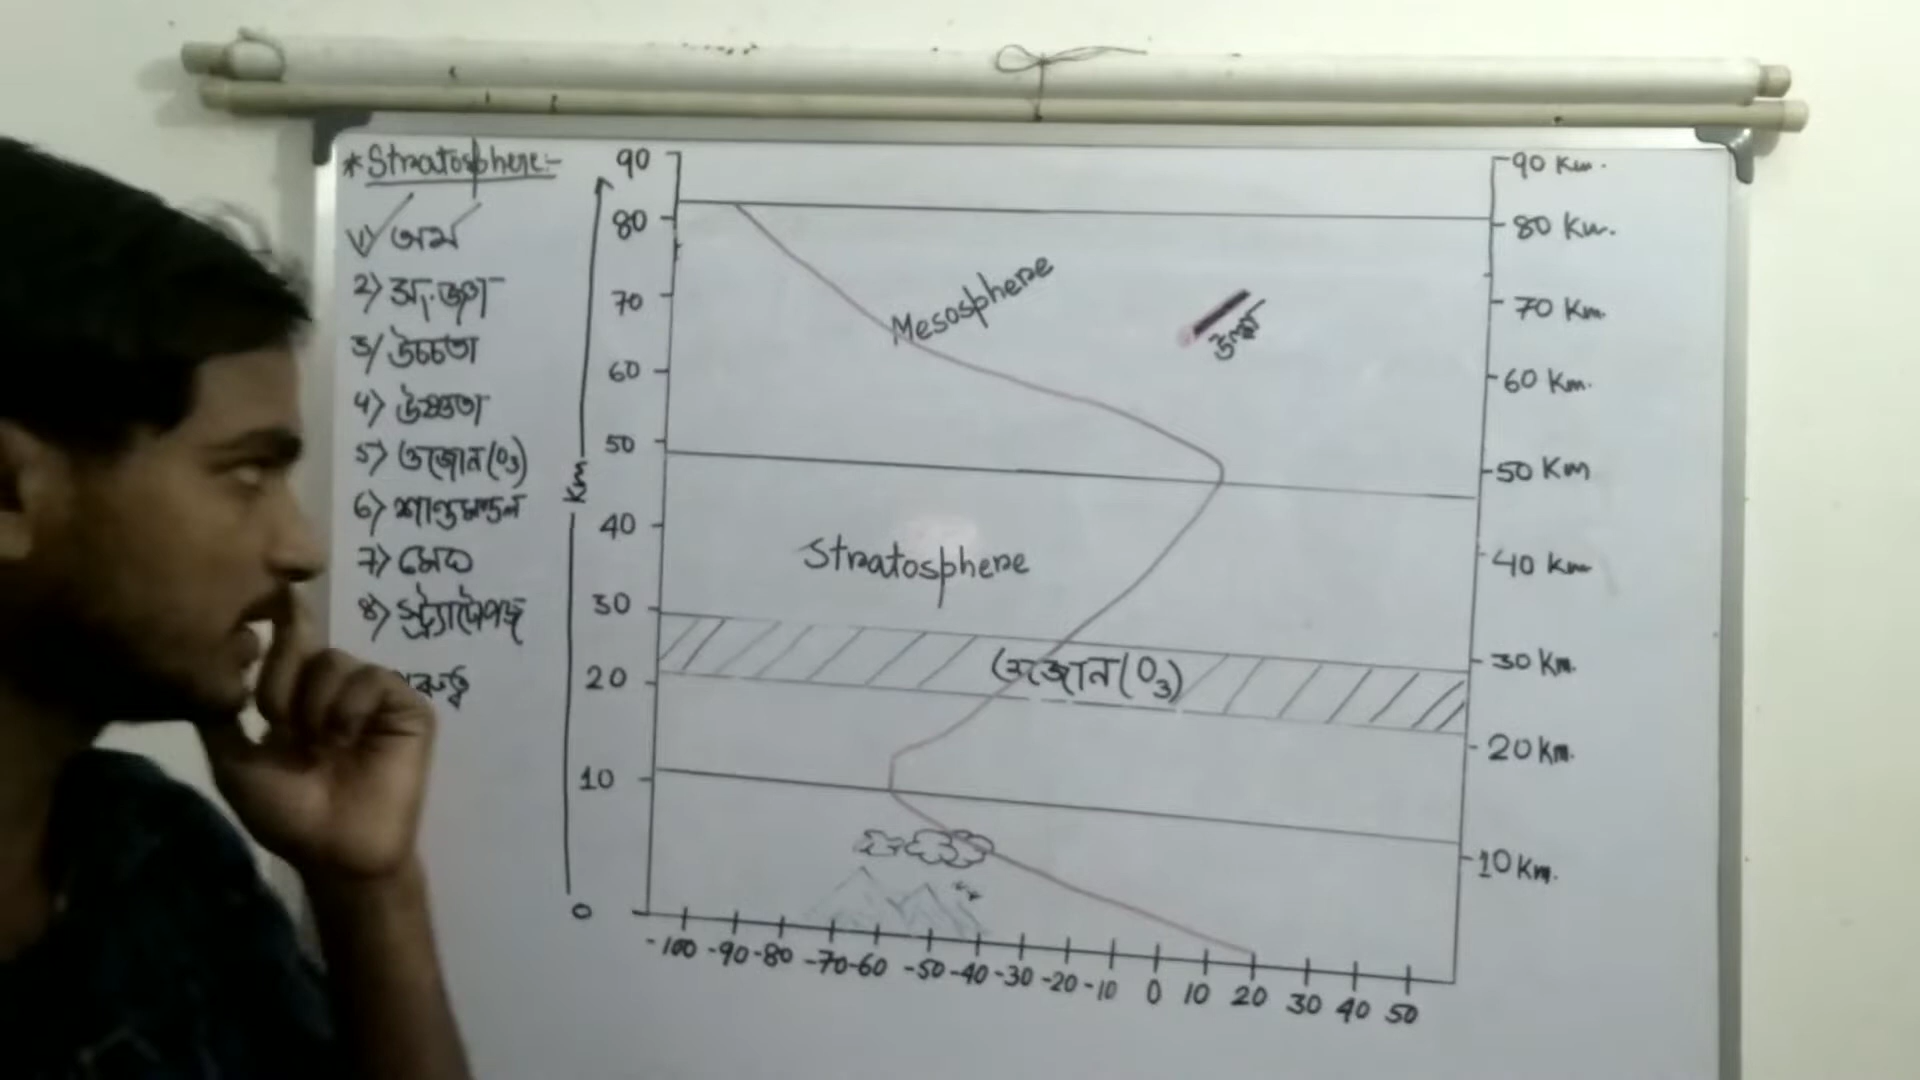 * Stratosphere:-
1) অর্থ
2)
3) উচ্চতা
4) উষ্ণতা
5) ওজোন (O3)
6) শান্তমন্ডল
7) মেঘ
8)
গুরুত্ব
Km
90
80
70
60
50
40
30
20
10
0
Mesosphere
উল্কা
Stratosphere
ওজোন (O3)
90 Km.
80 Km.
70 Km.
60 Km.
50 Km
40 Km
30 Km.
20 Km.
10 Km.
-100 -90 -80 -70 -60 -50 -40 -30 -20 -10 0 10 20 30 40 50